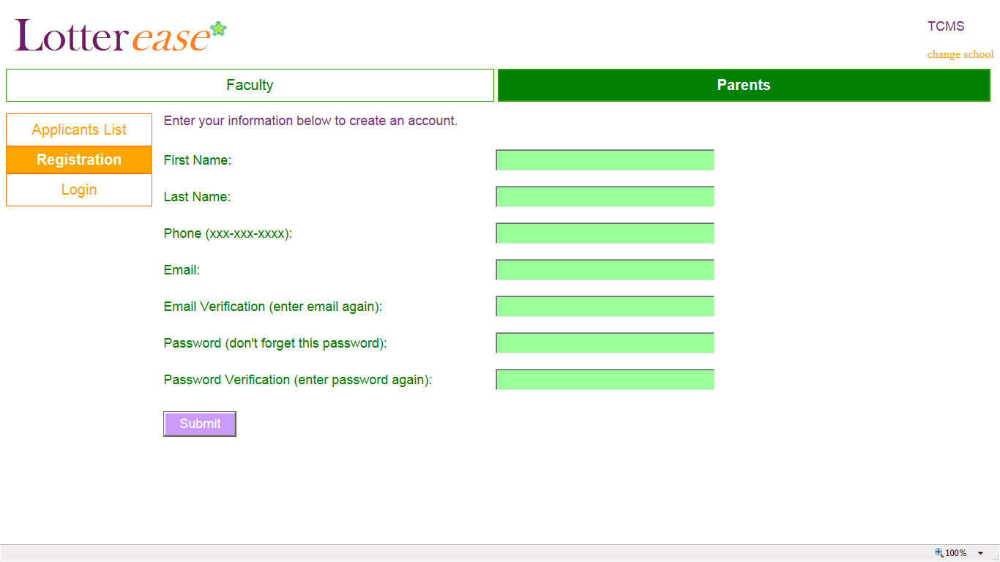 Lotterease
TCMS
change school
Faculty
Parents
Applicants List
Registration
Login
Enter your information below to create an account.
First Name:
Last Name:
Phone (xxx-xxx-xxxx):
Email:
Email Verification (enter email again):
Password (don't forget this password):
Password Verification (enter password again):
Submit
100%